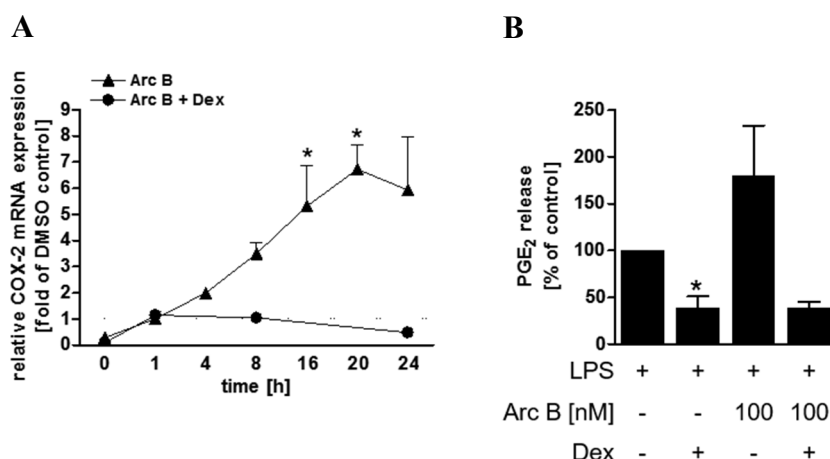 A
Arc B
Arc B + Dex
relative COX-2 mRNA expression
[fold of DMSO control]
9
8
7
6
5
4
3
2
1
0
*
*
0 1 4 8 16 20 24
time [h]
B
PGE₂ release
[% of control]
250
200
150
100
50
0
*
LPS + + + +
Arc B [nM] - - 100 100
Dex - + - +